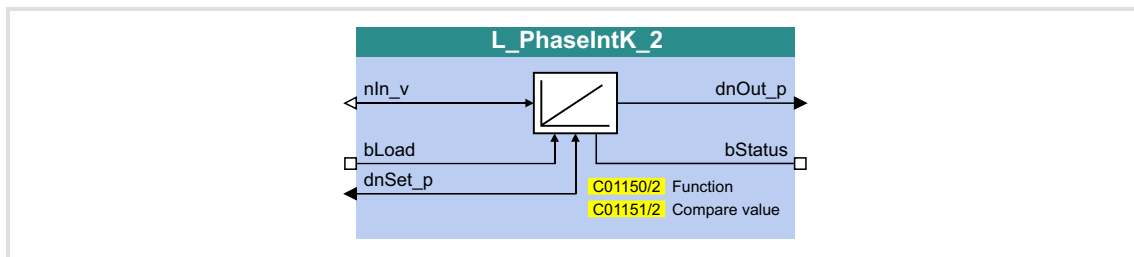 L_PhaseIntK_2
nIn_v
dnOut_p
bLoad
bStatus
dnSet_p
C01150/2 Function
C01151/2 Compare value